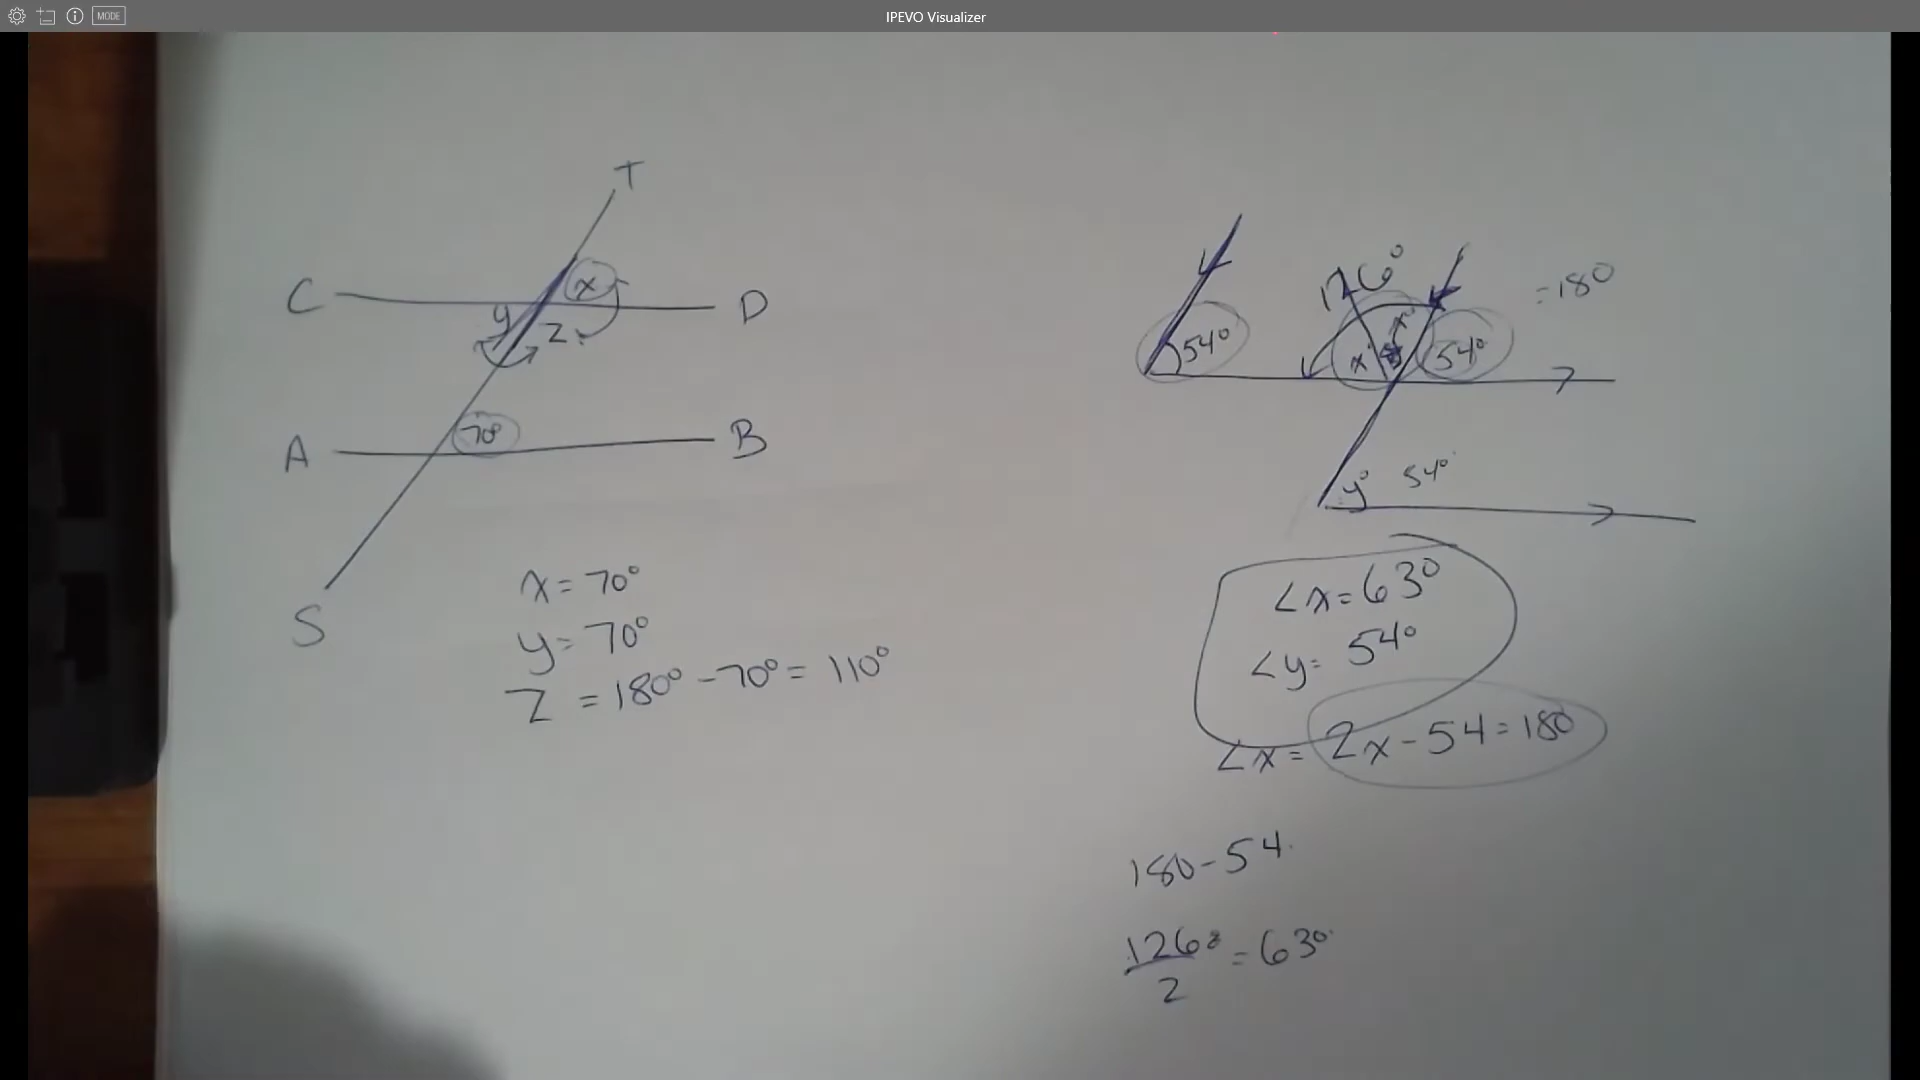 MODE
IPEVO Visualizer
T
C
x
D
y
z
A
70°
B
S
x = 70°
y = 70°
Z = 180° - 70° = 110°
54°
126°
x°
x
54°
= 180
y°
54°
∠x = 63°
∠y = 54°
∠x = 2x - 54 = 180
180 - 54
126°
2
= 63°